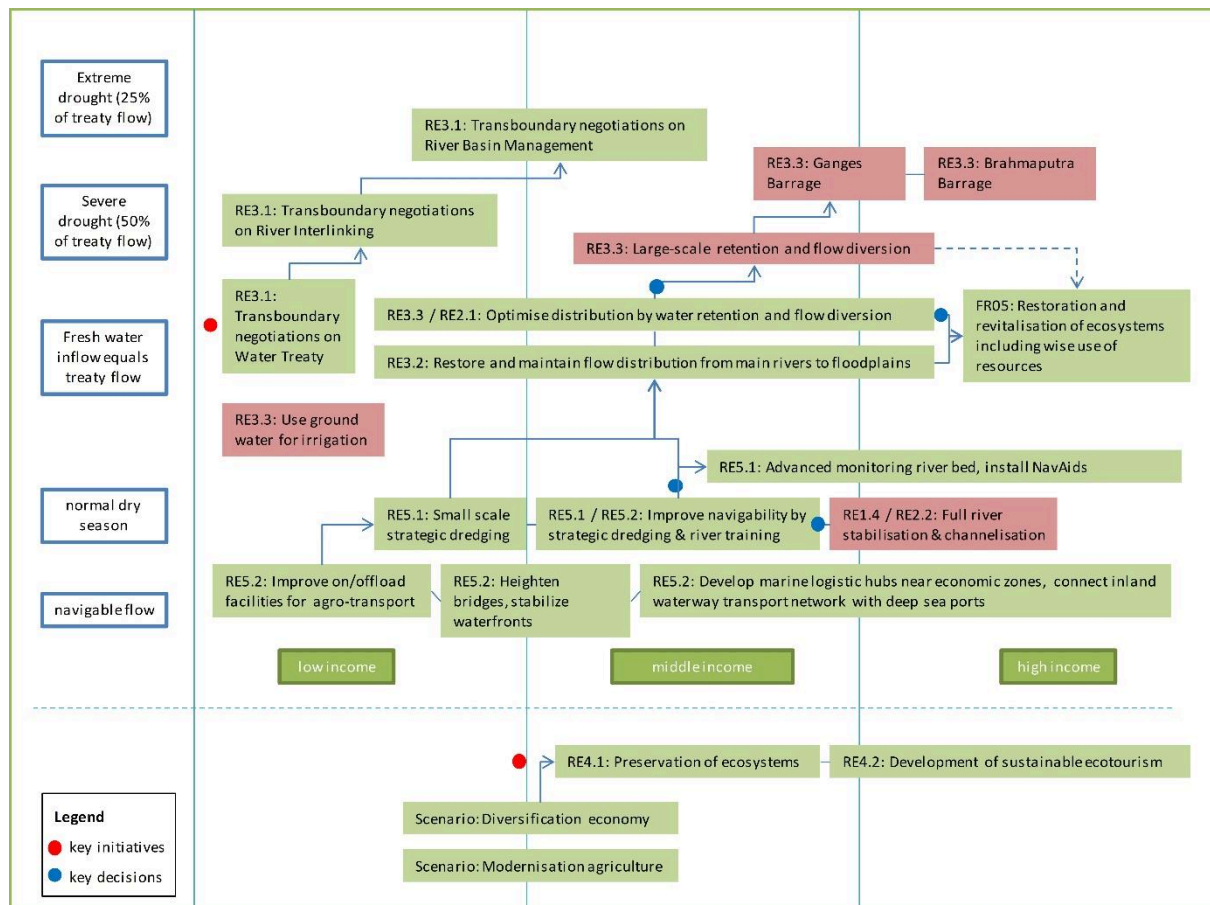 Extreme
drought (25%
of treaty flow)
RE3.1: Transboundary negotiations on
River Basin Management
RE3.3: Ganges
Barrage
RE3.3: Brahmaputra
Barrage
Severe
drought (50%
of treaty flow)
RE3.1: Transboundary negotiations
on River Interlinking
RE3.3: Large-scale retention and flow diversion
RE3.1:
Transboundary
negotiations on
Water Treaty
Fresh water
inflow equals
treaty flow
RE3.3 / RE2.1: Optimise distribution by water retention and flow diversion
RE3.2: Restore and maintain flow distribution from main rivers to floodplains
FR05: Restoration and
revitalisation of ecosystems
including wise use of
resources
RE3.3: Use ground
water for irrigation
RE5.1: Advanced monitoring river bed, install NavAids
normal dry
season
RE5.1: Small scale
strategic dredging
RE5.1 / RE5.2: Improve navigability by
strategic dredging & river training
RE1.4 / RE2.2: Full river
stabilisation & channelisation
navigable flow
RE5.2: Improve on/offload
facilities for agro-transport
RE5.2: Heighten
bridges, stabilize
waterfronts
RE5.2: Develop marine logistic hubs near economic zones, connect inland
waterway transport network with deep sea ports
low income
middle income
high income
RE4.1: Preservation of ecosystems
RE4.2: Development of sustainable ecotourism
Scenario: Diversification economy
Scenario: Modernisation agriculture
Legend
key initiatives
key decisions